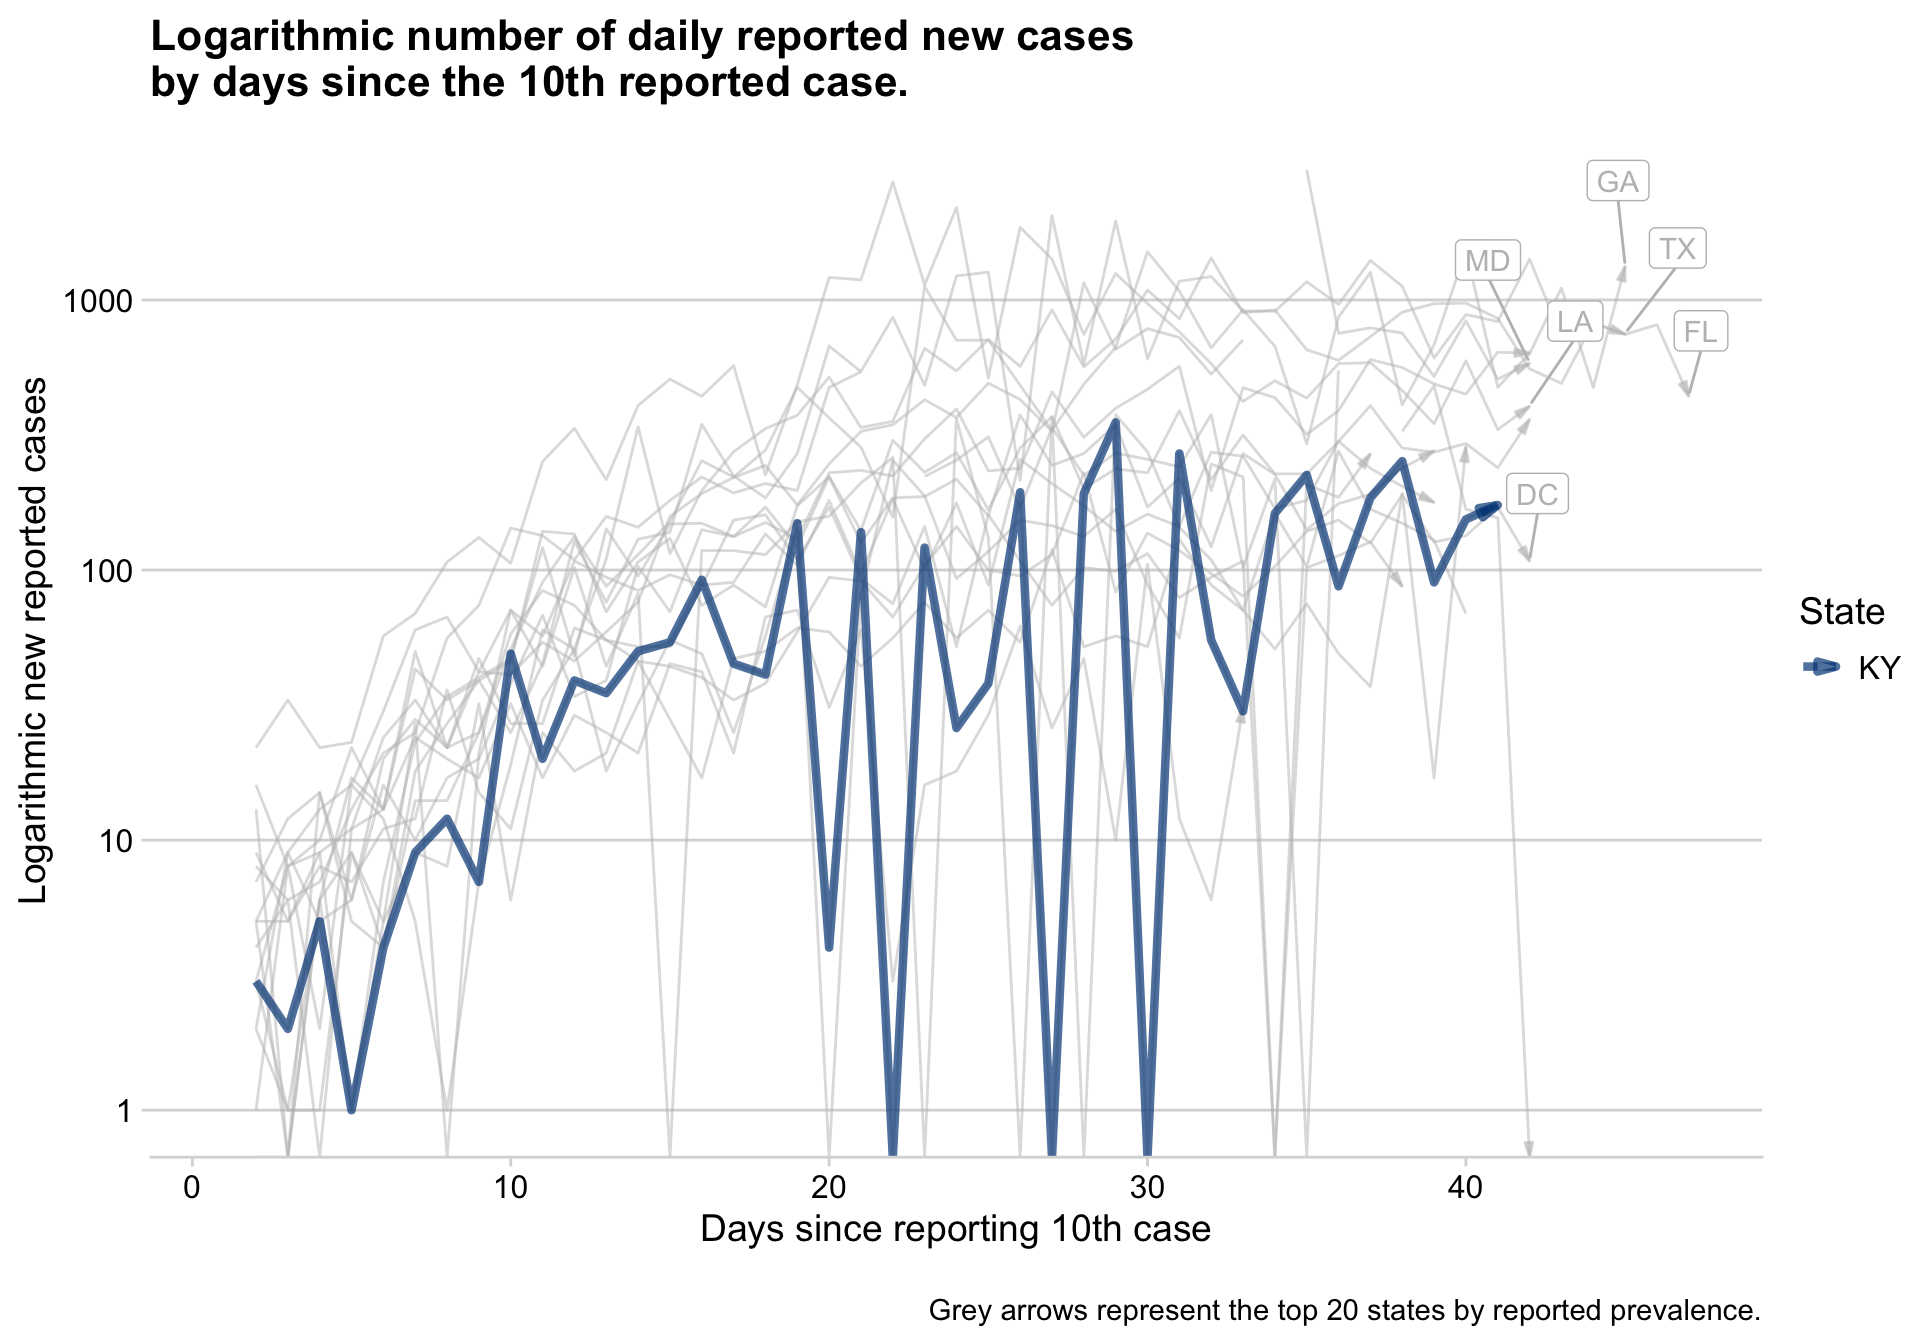 Logarithmic number of daily reported new cases
by days since the 10th reported case.
GA
TX
MD
LA
FL
DC
1000
100
10
1
Logarithmic new reported cases
0 10 20 30 40
Days since reporting 10th case
State
KY
Grey arrows represent the top 20 states by reported prevalence.